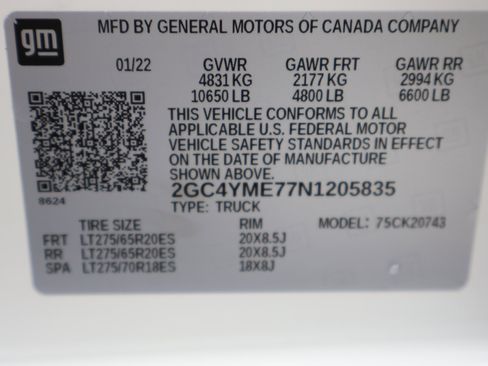 MFD BY GENERAL MOTORS OF CANADA COMPANY
gm
01/22 GVWR GAWR FRT GAWR RR
4831 KG 2177 KG 2994 KG
10650 LB 4800 LB 6600 LB
THIS VEHICLE CONFORMS TO ALL
APPLICABLE U.S. FEDERAL MOTOR
VEHICLE SAFETY STANDARDS IN EFFECT
ON THE DATE OF MANUFACTURE
SHOWN ABOVE.
8624
2GC4YME77N1205835
TYPE: TRUCK MODEL: 75CK20743
TIRE SIZE RIM
FRT LT275/65R20ES 20X8.5J
RR LT275/65R20ES 20X8.5J
SPA LT275/70R18ES 18X8J